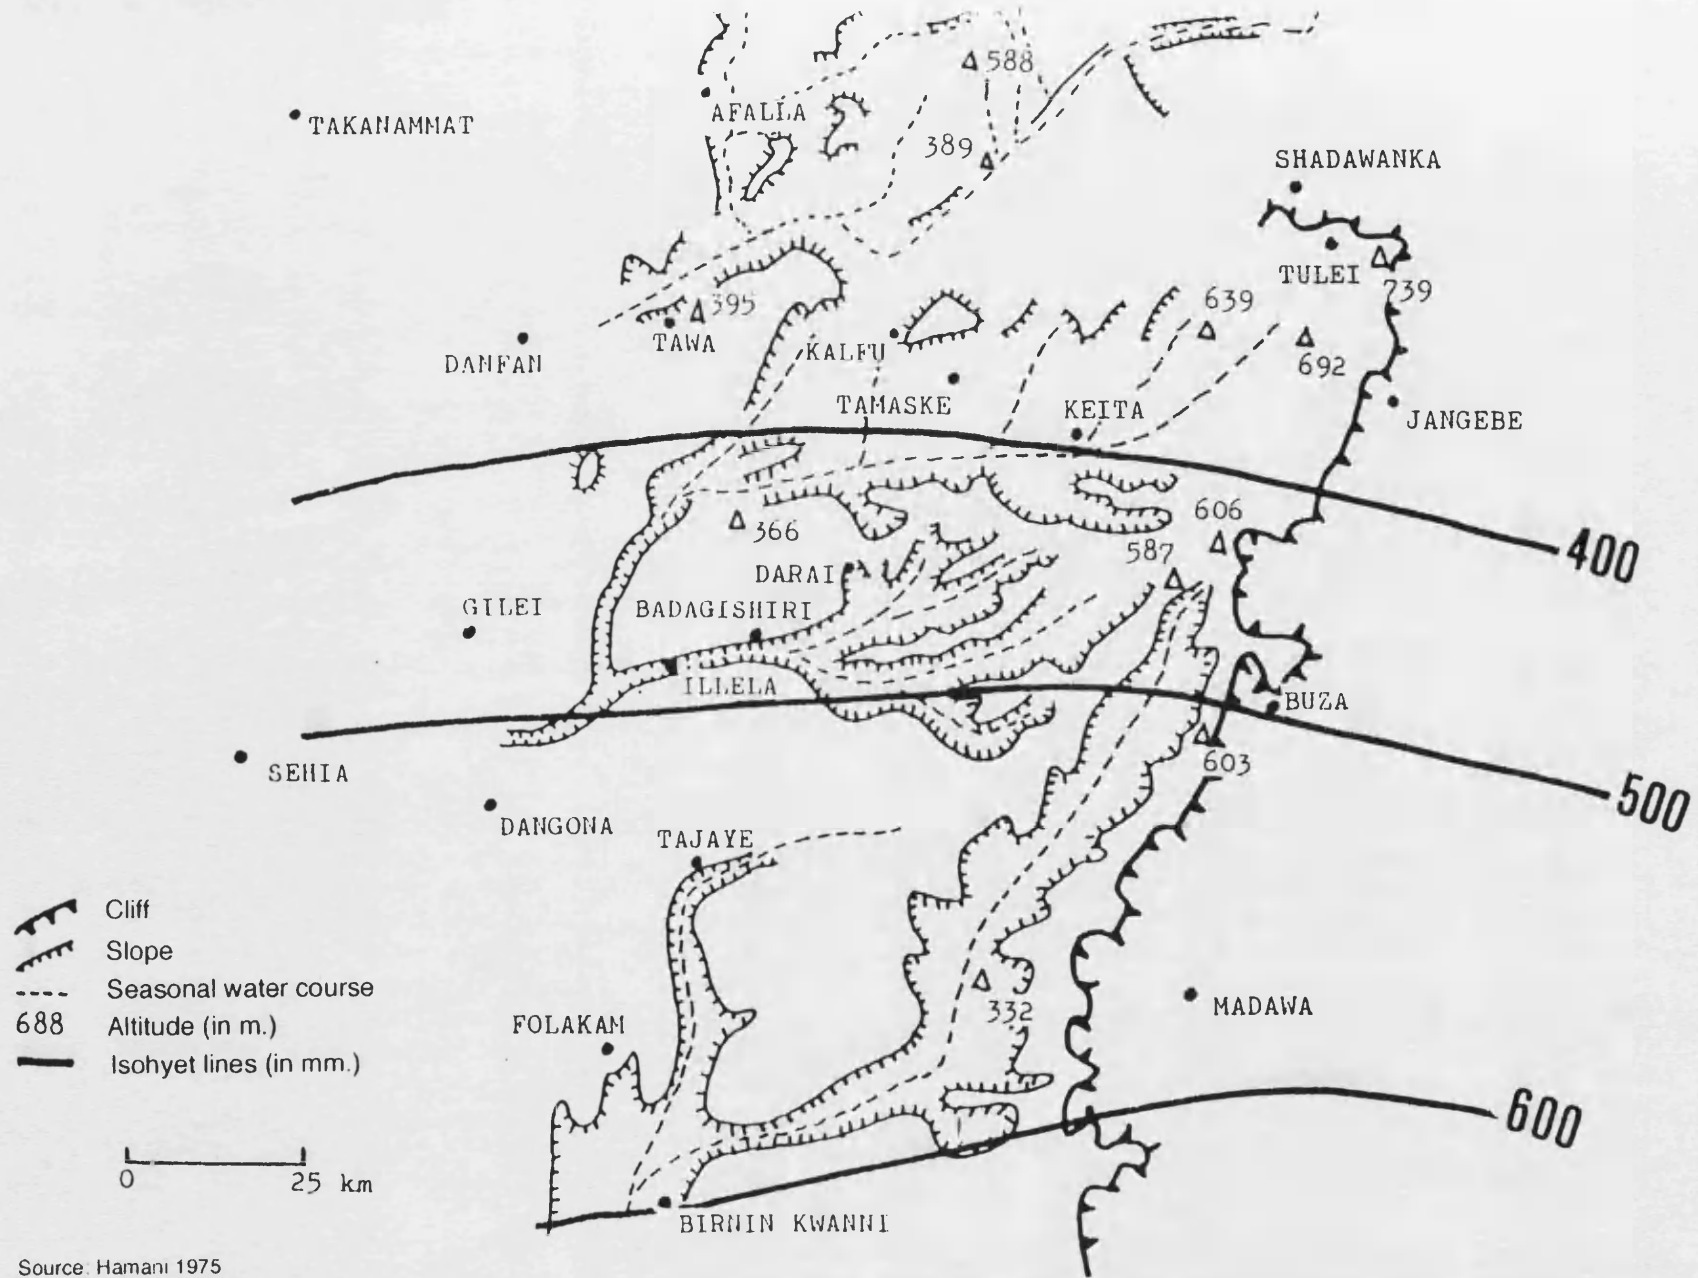 588
AFALLA
TAKANAMMAT
389
SHADAWANKA
TULEI
739
395
639
TAWA
KALFU
DANFAN
692
TAMASKE
KEITA
JANGEBE
606
366
587
400
DARAI
GILEI
BADAGISHIRI
ILLELA
BUZA
603
SEHIA
500
DANGONA
TAJAYE
Cliff
Slope
Seasonal water course
688 Altitude (in m.)
Isohyet lines (in mm.)
332
MADAWA
FOLAKAM
600
0 25 km
BIRNIN KWANNI
Source: Hamani 1975